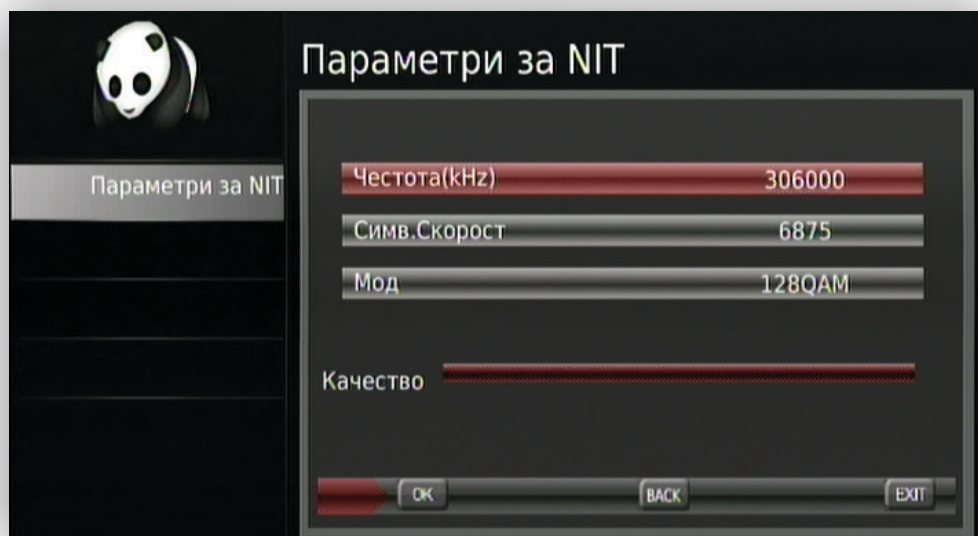 Параметри за NIT
Параметри за NIT
Честота(kHz) 306000
Симв.Скорост 6875
Мод 128QAM
Качество
OK BACK EXIT